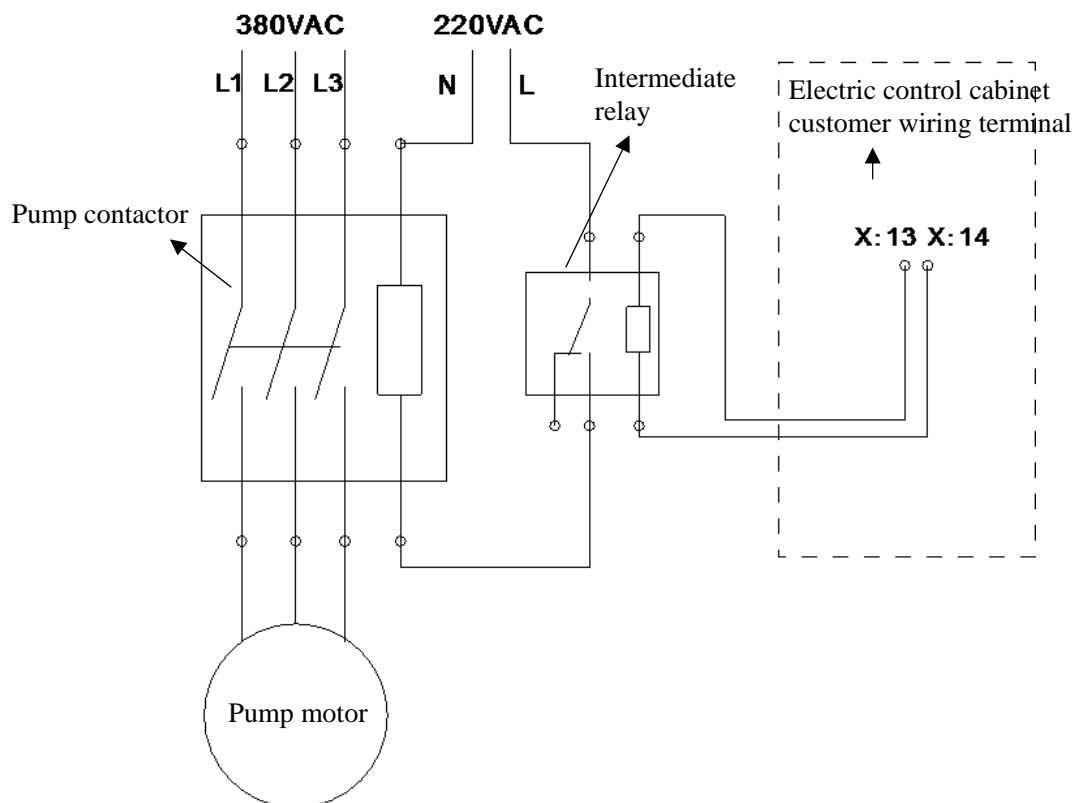 380VAC
220VAC
L1 L2 L3
N L
Intermediate
relay
Electric control cabinet
customer wiring terminal
Pump contactor
X:13 X:14
Pump motor